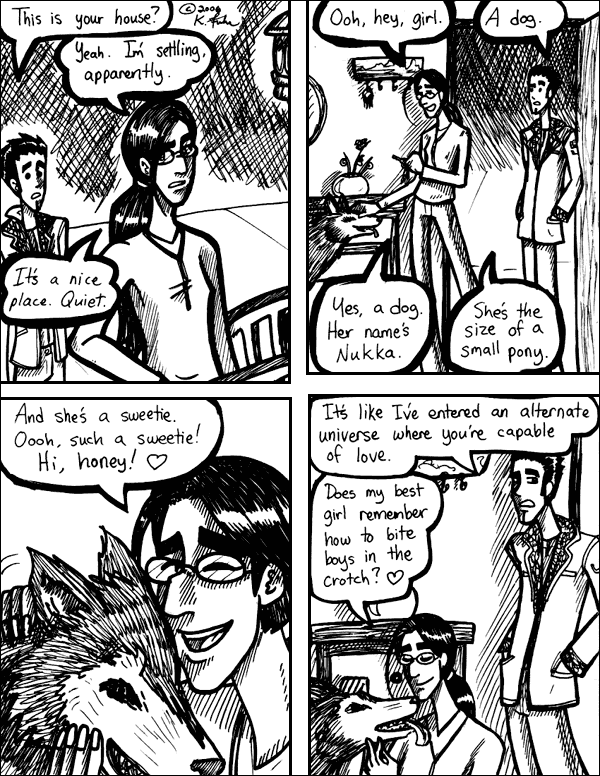 This is your house?
© 2006
Yeah. I'm settling,
apparently.
It's a nice
place. Quiet.
Ooh, hey, girl.
A dog.
Yes, a dog.
Her name's
Nukka.
She's the
size of a
small pony.
And she's a sweetie.
Oooh, such a sweetie!
Hi, honey! ♡
It's like I've entered an alternate
universe where you're capable
of love.
Does my best
girl remember
how to bite
boys in the
crotch? ♡